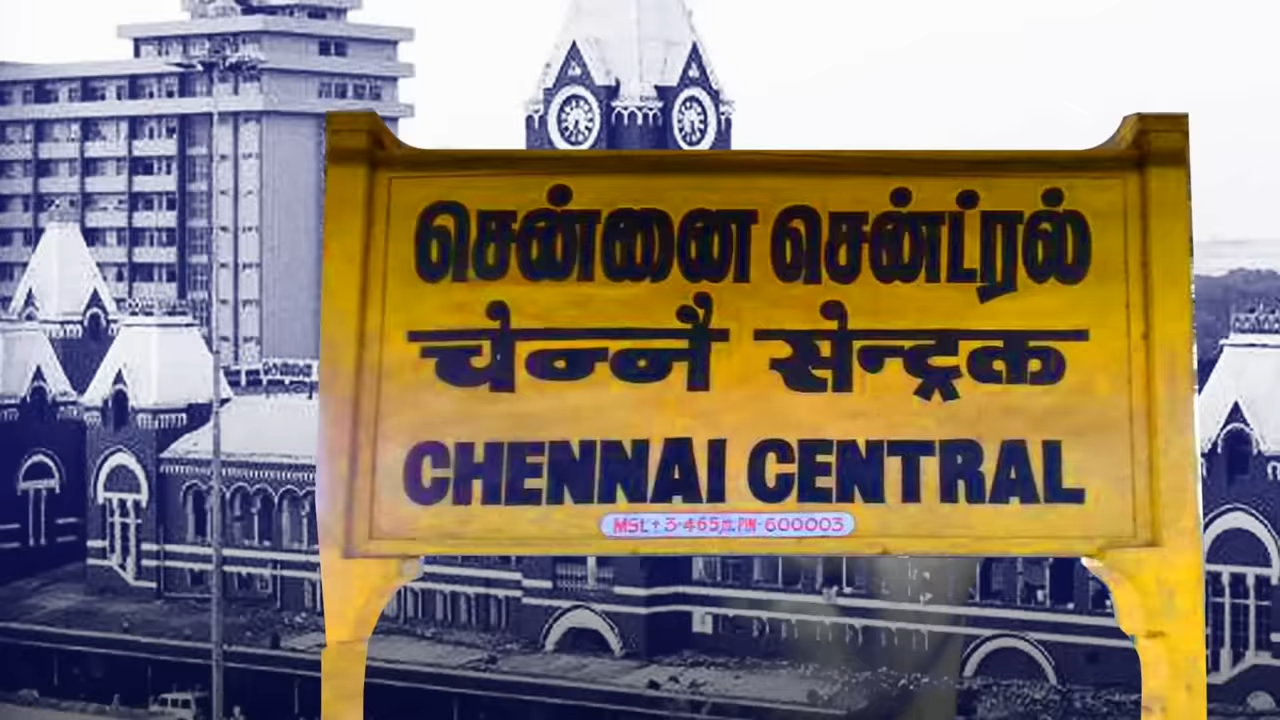 சென்னை சென்ட்ரல்
चेन्नै सेन्ट्रल
CHENNAI CENTRAL
MSL+3·465m.PIN-600003